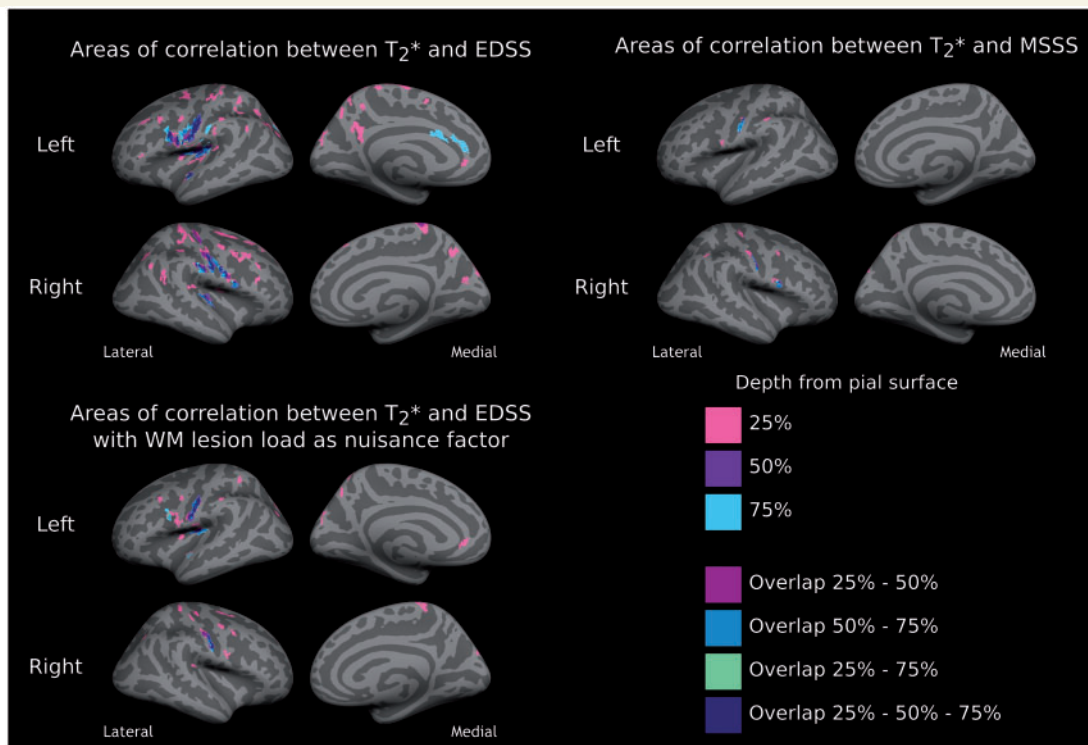 Areas of correlation between T₂* and EDSS
Left
Right
Lateral
Medial
Areas of correlation between T₂* and MSSS
Left
Right
Lateral
Medial
Areas of correlation between T₂* and EDSS
with WM lesion load as nuisance factor
Left
Right
Lateral
Medial
Depth from pial surface
25%
50%
75%
Overlap 25% - 50%
Overlap 50% - 75%
Overlap 25% - 75%
Overlap 25% - 50% - 75%